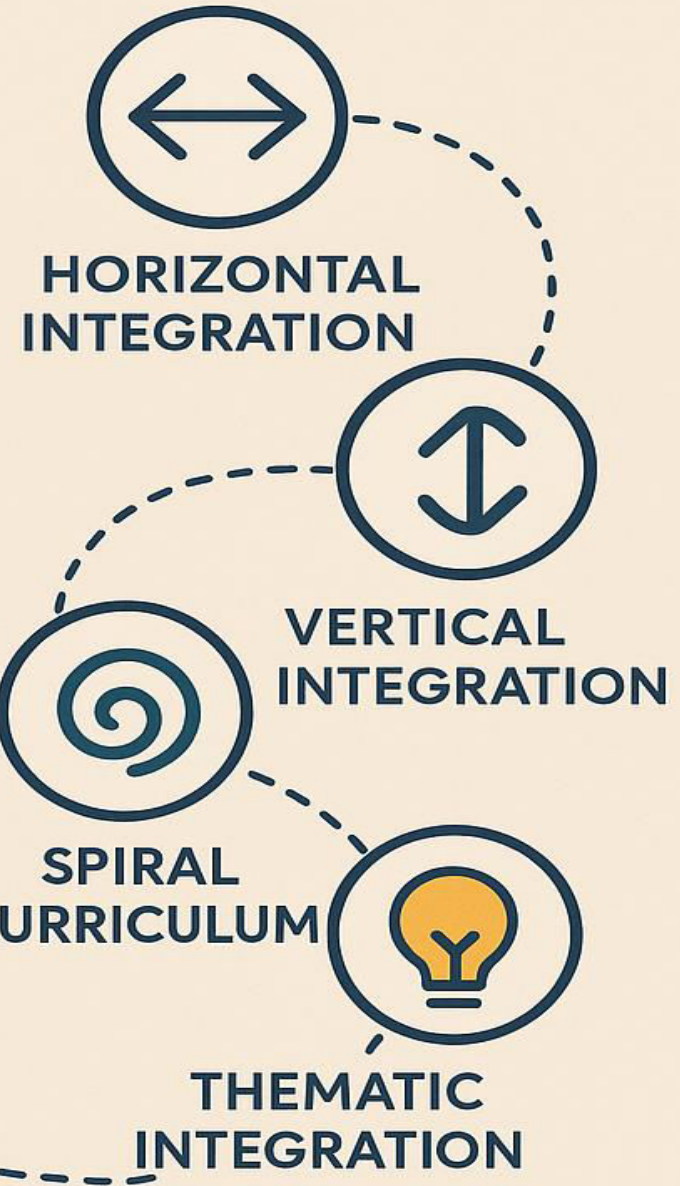 HORIZONTAL
INTEGRATION
VERTICAL
INTEGRATION
SPIRAL
URRICULUM
THEMATIC
INTEGRATION